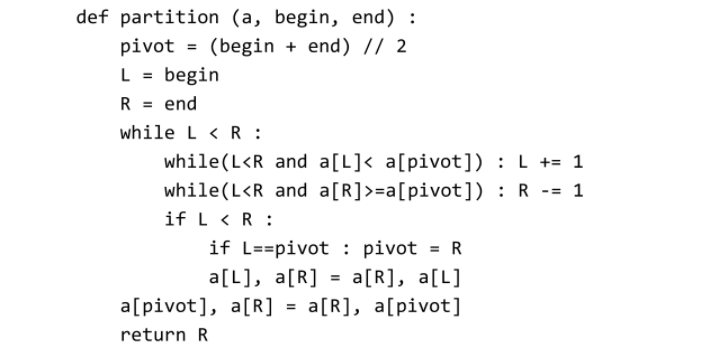 def partition (a, begin, end) :
    pivot = (begin + end) // 2
    L = begin
    R = end
    while L < R :
        while(L<R and a[L]< a[pivot]) : L += 1
        while(L<R and a[R]>=a[pivot]) : R -= 1
        if L < R :
            if L==pivot : pivot = R
            a[L], a[R] = a[R], a[L]
    a[pivot], a[R] = a[R], a[pivot]
    return R